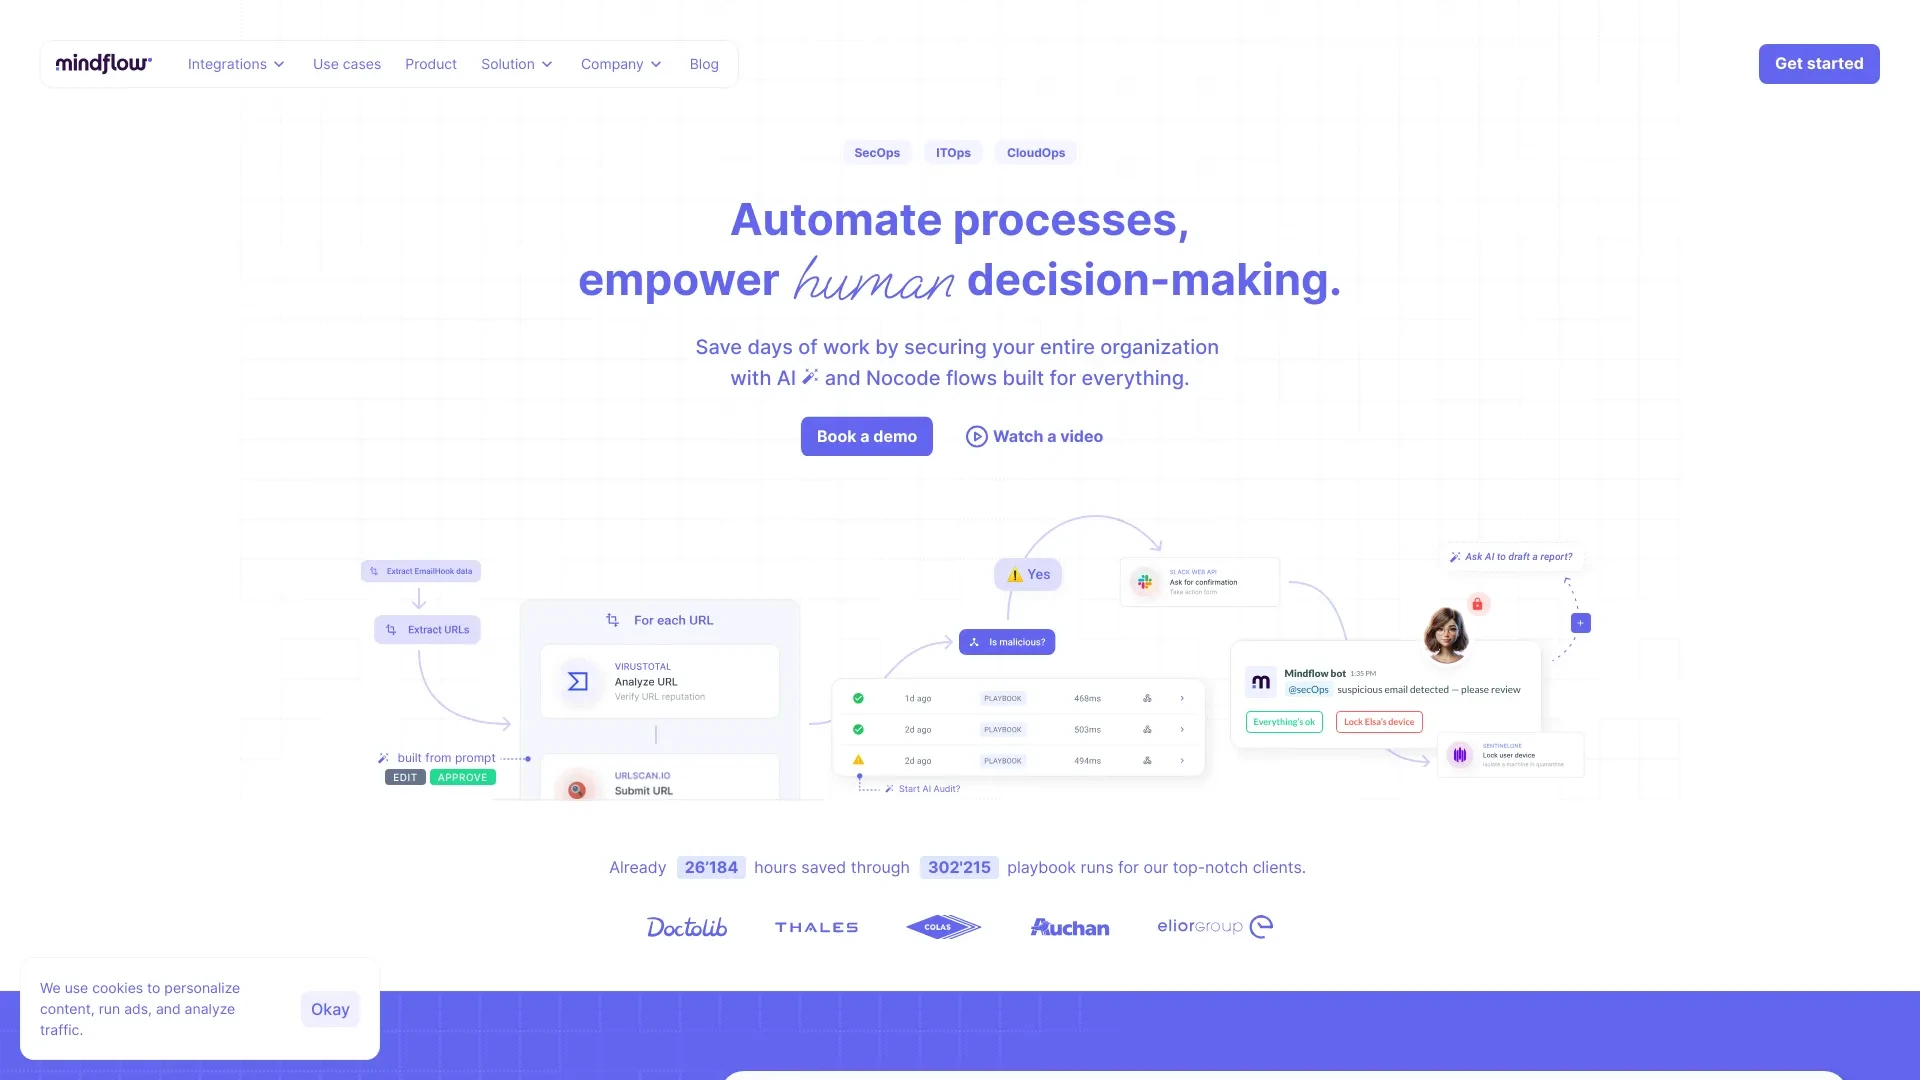 mindflow
Integrations
Use cases
Product
Solution
Company
Blog
Get started
SecOps
ITOps
CloudOps
Automate processes,
empower human decision-making.
Save days of work by securing your entire organization
with AI and Nocode flows built for everything.
Book a demo
Watch a video
Extract EmailHook data
Extract URLs
built from prompt
EDIT
APPROVE
For each URL
VIRUSTOTAL
Analyze URL
Verify URL reputation
URLSCAN.IO
Submit URL
Yes
Is malicious?
1d ago PLAYBOOK 468ms
2d ago PLAYBOOK 503ms
2d ago PLAYBOOK 494ms
Start AI Audit?
SLACK WEB API
Ask for confirmation
Take action form
Ask AI to draft a report?
m
Mindflow bot 1:35 PM
@secOps suspicious email detected — please review
Everything's ok
Lock Elsa's device
SENTINELONE
Lock user device
Isolate a machine in quarantine
Already 26'184 hours saved through 302'215 playbook runs for our top-notch clients.
Doctolib
THALES
COLAS
Auchan
eliorgroup
We use cookies to personalize
content, run ads, and analyze
traffic.
Okay